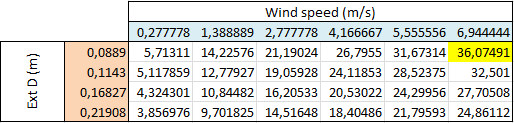 Wind speed (m/s)
0,277778 1,388889 2,777778 4,166667 5,555556 6,944444
Ext D (m)
0,0889 5,71311 14,22576 21,19024 26,7955 31,67314 36,07491
0,1143 5,117859 12,77927 19,05928 24,11853 28,52375 32,501
0,16827 4,324301 10,84482 16,20533 20,53022 24,29956 27,70508
0,21908 3,856976 9,701825 14,51648 18,40486 21,79593 24,86112